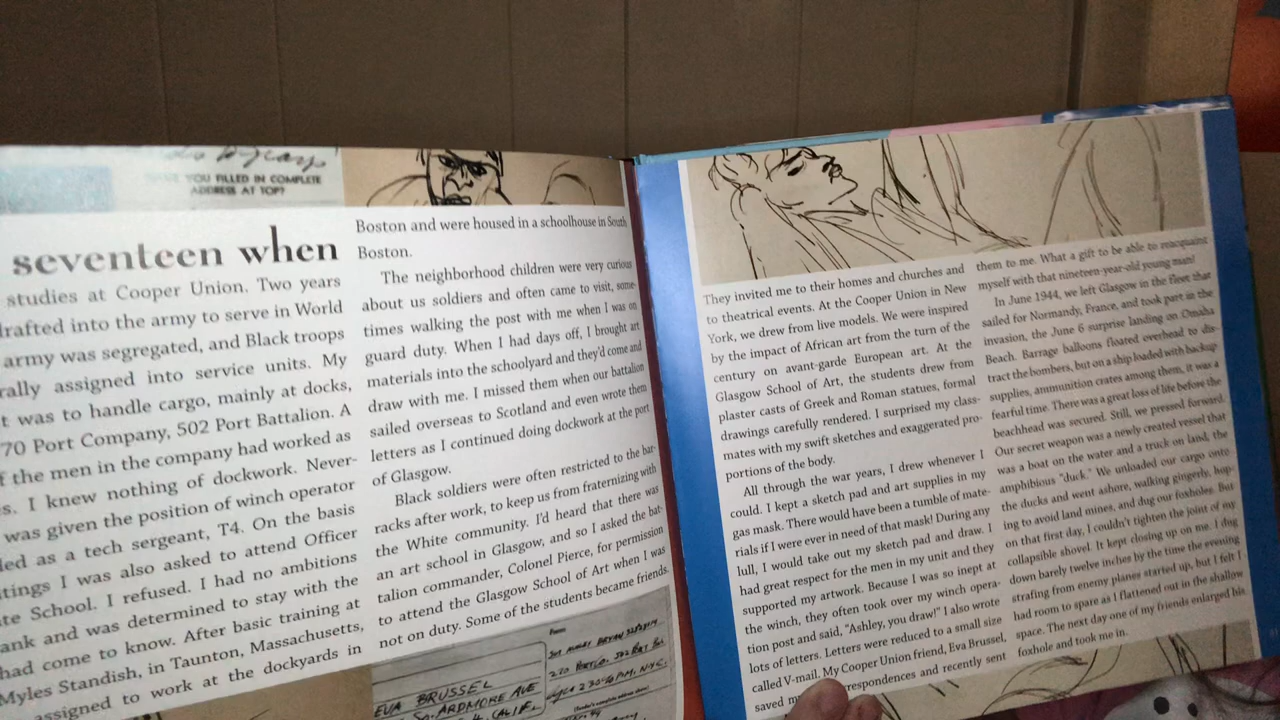 YOU FILLED IN COMPLETE
ADDRESS AT TOP?
seventeen when
studies at Cooper Union. Two years
drafted into the army to serve in World
army was segregated, and Black troops
rally assigned into service units. My
t was to handle cargo, mainly at docks,
70 Port Company, 502 Port Battalion. A
f the men in the company had worked as
s. I knew nothing of dockwork. Never-
was given the position of winch operator
led as a tech sergeant, T4. On the basis
tings I was also asked to attend Officer
te School. I refused. I had no ambitions
ank and was determined to stay with the
had come to know. After basic training at
Myles Standish, in Taunton, Massachusetts,
assigned to work at the dockyards in
Boston and were housed in a schoolhouse in South
Boston.
The neighborhood children were very curious
about us soldiers and often came to visit, some-
times walking the post with me when I was on
guard duty. When I had days off, I brought art
materials into the schoolyard and they'd come and
draw with me. I missed them when our battalion
sailed overseas to Scotland and even wrote them
letters as I continued doing dockwork at the port
of Glasgow.
Black soldiers were often restricted to the bar-
racks after work, to keep us from fraternizing with
the White community. I'd heard that there was
an art school in Glasgow, and so I asked the bat-
talion commander, Colonel Pierce, for permission
to attend the Glasgow School of Art when I was
not on duty. Some of the students became friends.
EVA BRUSSEL
So. ARDMORE AVE
CALIF.
From
SGT ASHLEY BRYAN
270 PORT CO. 502 PORT BN.
N.Y.C.
They invited me to their homes and churches and
to theatrical events. At the Cooper Union in New
York, we drew from live models. We were inspired
by the impact of African art from the turn of the
century on avant-garde European art. At the
Glasgow School of Art, the students drew from
plaster casts of Greek and Roman statues, formal
drawings carefully rendered. I surprised my class-
mates with my swift sketches and exaggerated pro-
portions of the body.
All through the war years, I drew whenever I
could. I kept a sketch pad and art supplies in my
gas mask. There would have been a tumble of mate-
rials if I were ever in need of that mask! During any
lull, I would take out my sketch pad and draw. I
had great respect for the men in my unit and they
supported my artwork. Because I was so inept at
the winch, they often took over my winch opera-
tion post and said, "Ashley, you draw!" I also wrote
lots of letters. Letters were reduced to a small size
called V-mail. My Cooper Union friend, Eva Brussel,
saved m respondences and recently sent
them to me. What a gift to be able to reacquaint
myself with that nineteen-year-old young man!
In June 1944, we left Glasgow in the fleet that
sailed for Normandy, France, and took part in the
invasion, the June 6 surprise landing on Omaha
Beach. Barrage balloons floated overhead to dis-
tract the bombers, but on a ship loaded with backup
supplies, ammunition crates among them, it was a
fearful time. There was a great loss of life before the
beachhead was secured. Still, we pressed forward.
Our secret weapon was a newly created vessel that
was a boat on the water and a truck on land, the
amphibious "duck." We unloaded our cargo onto
the ducks and went ashore, walking gingerly, hop-
ing to avoid land mines, and dug our foxholes. But
on that first day, I couldn't tighten the joint of my
collapsible shovel. It kept closing up on me. I dug
down barely twelve inches by the time the evening
strafing from enemy planes started up, but I felt I
had room to spare as I flattened out in the shallow
space. The next day one of my friends enlarged his
foxhole and took me in.